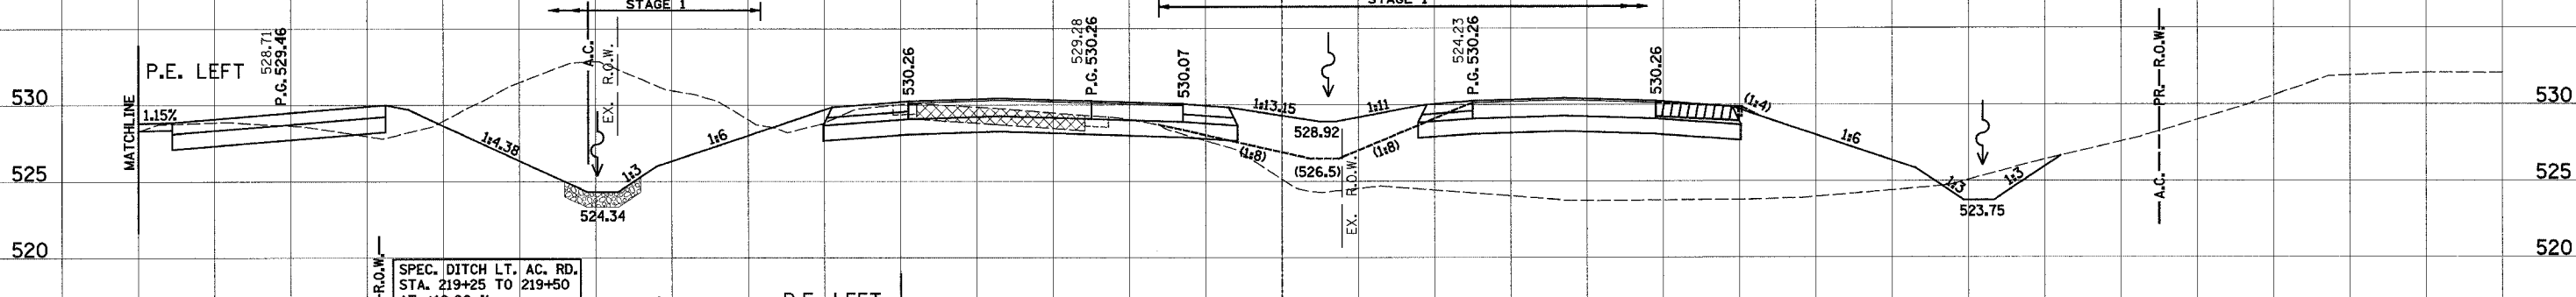 STAGE 1
STAGE 1
528.71
P.G. 529.46
A.C.
EX. R.O.W.
530.26
529.28
P.G. 530.26
530.07
524.23
P.G. 530.26
530.26
A.C.— PR.— R.O.W.
P.E. LEFT
MATCHLINE
530
530
1.15%
1:4.38
1:3
1:6
1:13.15
1:11
528.92
(1:8)
(526.5)
(1:8)
EX. R.O.W.
(1:4)
1:6
1:3
1:3
525
525
524.34
523.75
520
520
R.O.W.
SPEC. DITCH LT. AC. RD.
STA. 219+25 TO 219+50
P.E. LEFT